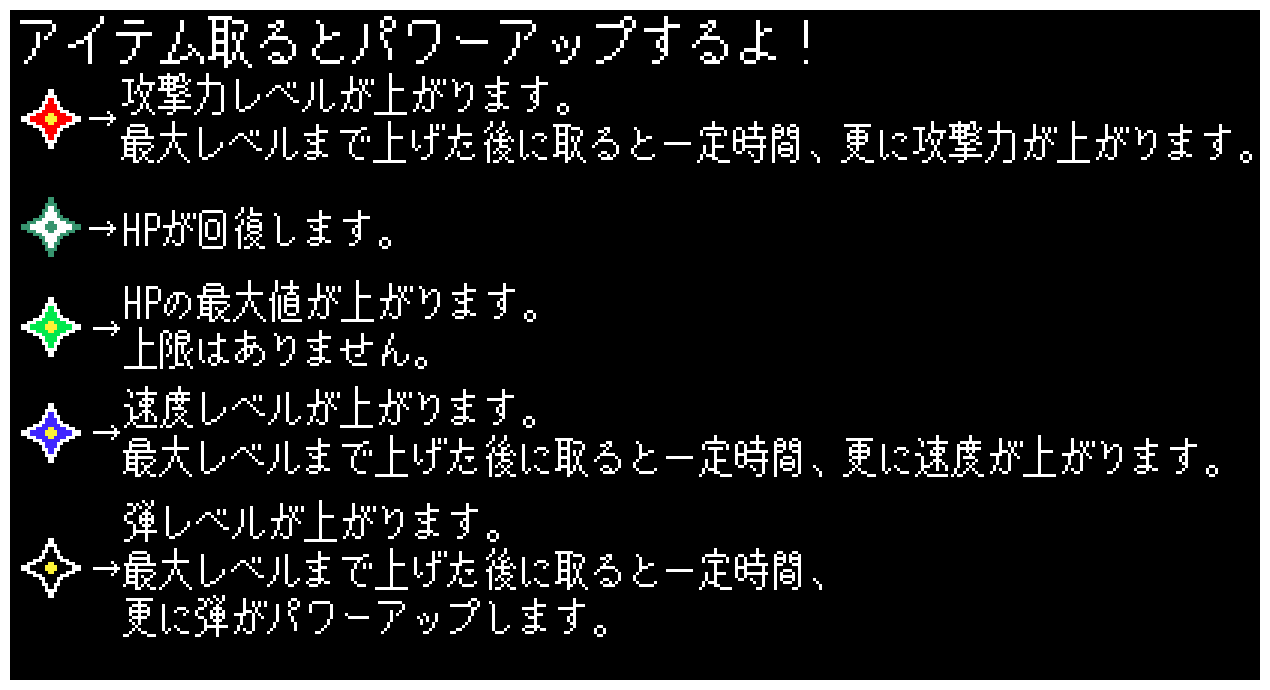 アイテム取るとパワーアップするよ！
→攻撃力レベルが上がります。
最大レベルまで上げた後に取ると一定時間、更に攻撃力が上がります。
→HPが回復します。
→HPの最大値が上がります。
上限はありません。
→速度レベルが上がります。
最大レベルまで上げた後に取ると一定時間、更に速度が上がります。
弾レベルが上がります。
→最大レベルまで上げた後に取ると一定時間、
更に弾がパワーアップします。